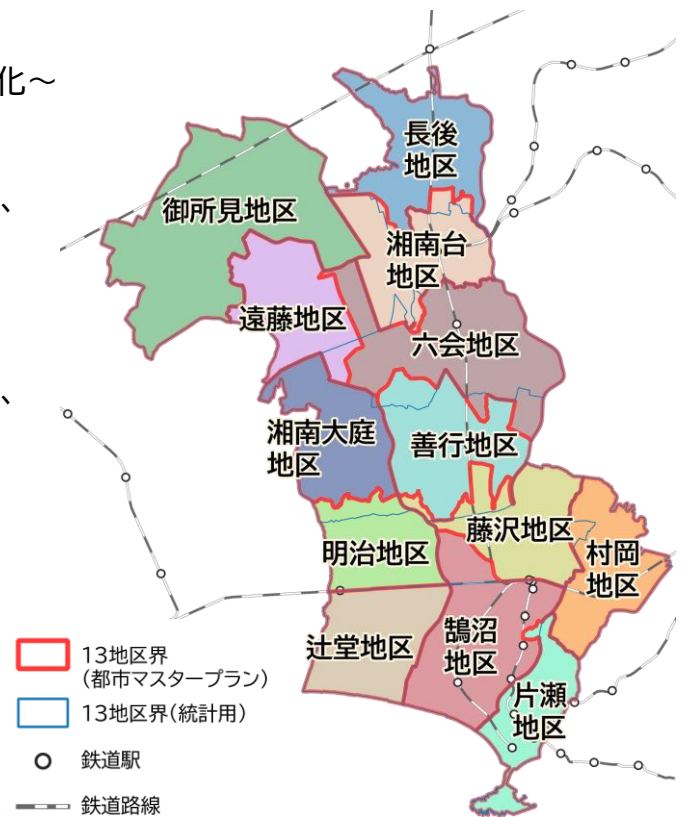 化～
、
、
長後
地区
御所見地区
湘南台
地区
遠藤地区
六会地区
湘南大庭
地区
善行地区
藤沢地区
村岡
地区
明治地区
辻堂地区
鵠沼
地区
片瀬
地区
13地区界
(都市マスタープラン)
13地区界(統計用)
鉄道駅
鉄道路線